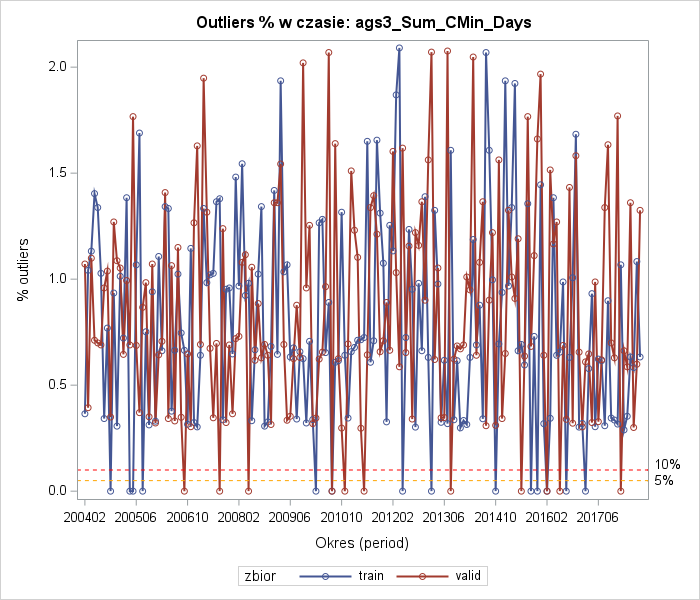 Outliers % w czasie: ags3_Sum_CMin_Days
% outliers
2.0
1.5
1.0
0.5
0.0
10%
5%
200402 200506 200610 200802 200906 201010 201202 201306 201410 201602 201706
Okres (period)
zbior train valid